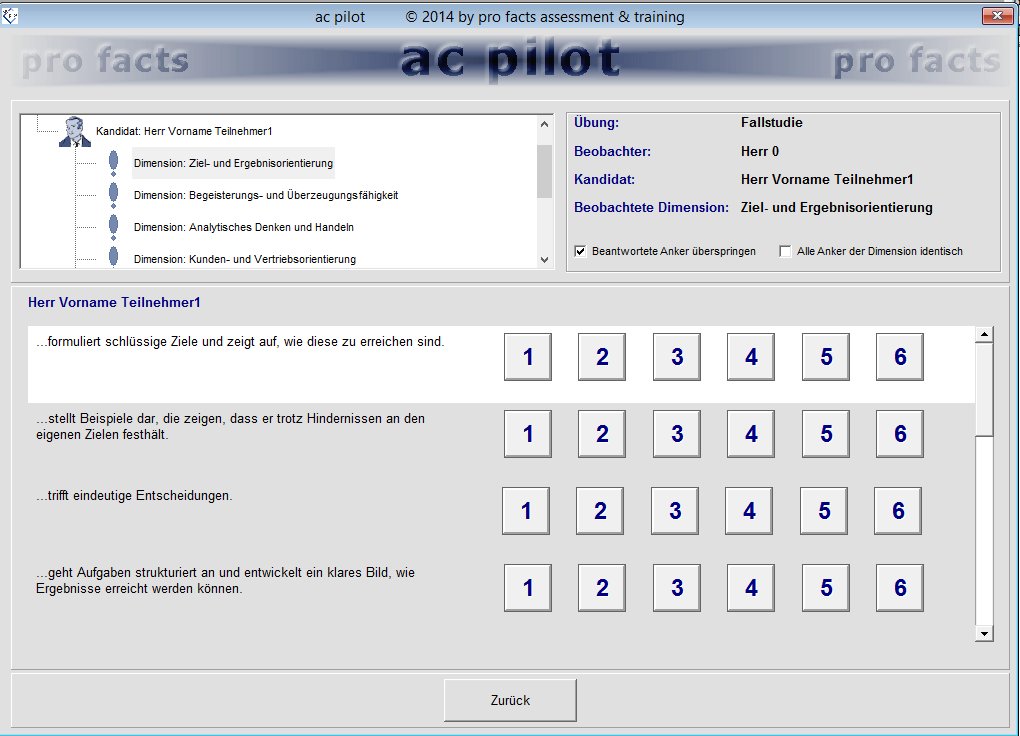 ac pilot © 2014 by pro facts assessment & training
pro facts ac pilot pro facts
Kandidat: Herr Vorname Teilnehmer1
Dimension: Ziel- und Ergebnisorientierung
Dimension: Begeisterungs- und Überzeugungsfähigkeit
Dimension: Analytisches Denken und Handeln
Dimension: Kunden- und Vertriebsorientierung
Übung: Fallstudie
Beobachter: Herr 0
Kandidat: Herr Vorname Teilnehmer1
Beobachtete Dimension: Ziel- und Ergebnisorientierung
Beantwortete Anker überspringen Alle Anker der Dimension identisch
Herr Vorname Teilnehmer1
...formuliert schlüssige Ziele und zeigt auf, wie diese zu erreichen sind. 1 2 3 4 5 6
...stellt Beispiele dar, die zeigen, dass er trotz Hindernissen an den
eigenen Zielen festhält. 1 2 3 4 5 6
...trifft eindeutige Entscheidungen. 1 2 3 4 5 6
...geht Aufgaben strukturiert an und entwickelt ein klares Bild, wie
Ergebnisse erreicht werden können. 1 2 3 4 5 6
Zurück